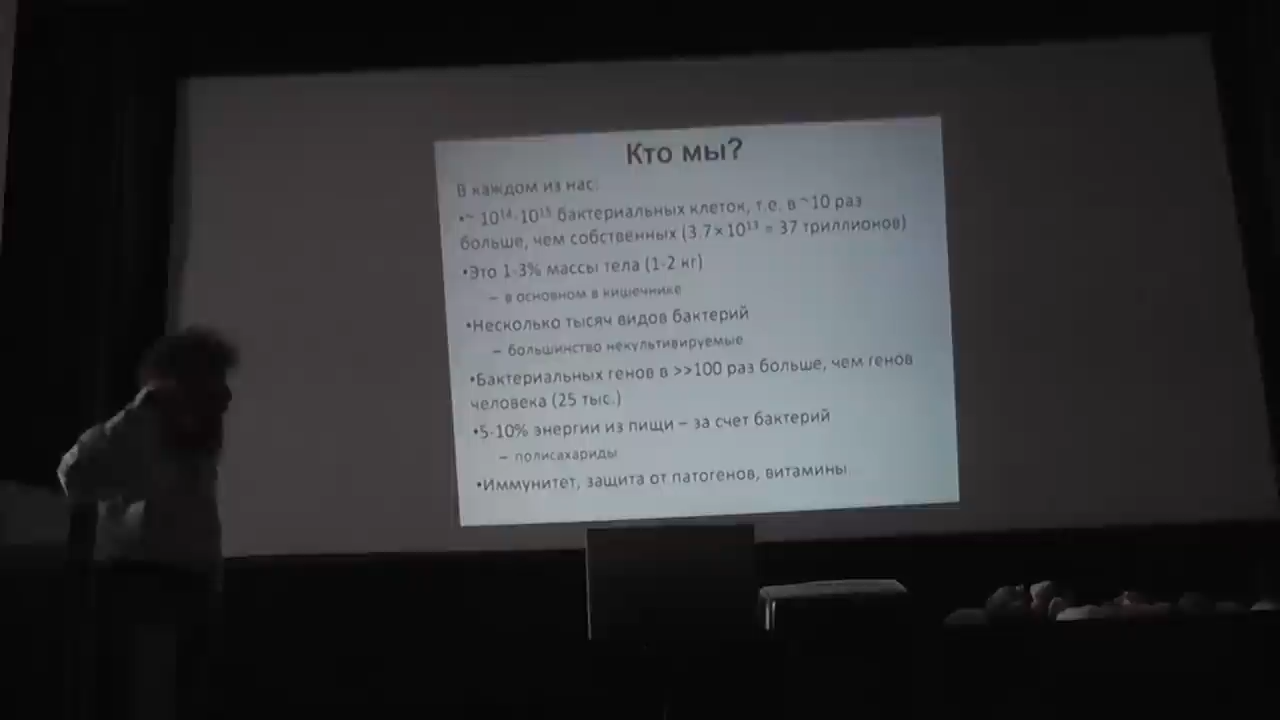 Кто мы?
В каждом из нас:
•~ 10¹⁴-10¹⁵ бактериальных клеток, т.е. в ~10 раз
больше, чем собственных (3.7×10¹³ = 37 триллионов)
•Это 1-3% массы тела (1-2 кг)
– в основном в кишечнике
•Несколько тысяч видов бактерий
– большинство некультивируемые
•Бактериальных генов в >>100 раз больше, чем генов
человека (25 тыс.)
•5-10% энергии из пищи – за счет бактерий
– полисахариды
•Иммунитет, защита от патогенов, витамины...